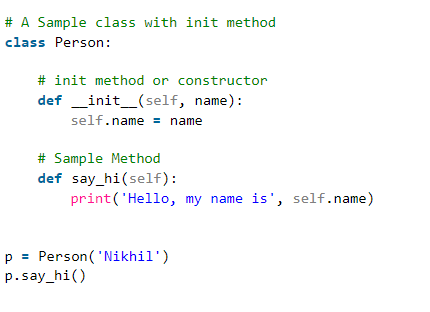 # A Sample class with init method
class Person:
    # init method or constructor
    def __init__(self, name):
        self.name = name
    # Sample Method
    def say_hi(self):
        print('Hello, my name is', self.name)
p = Person('Nikhil')
p.say_hi()